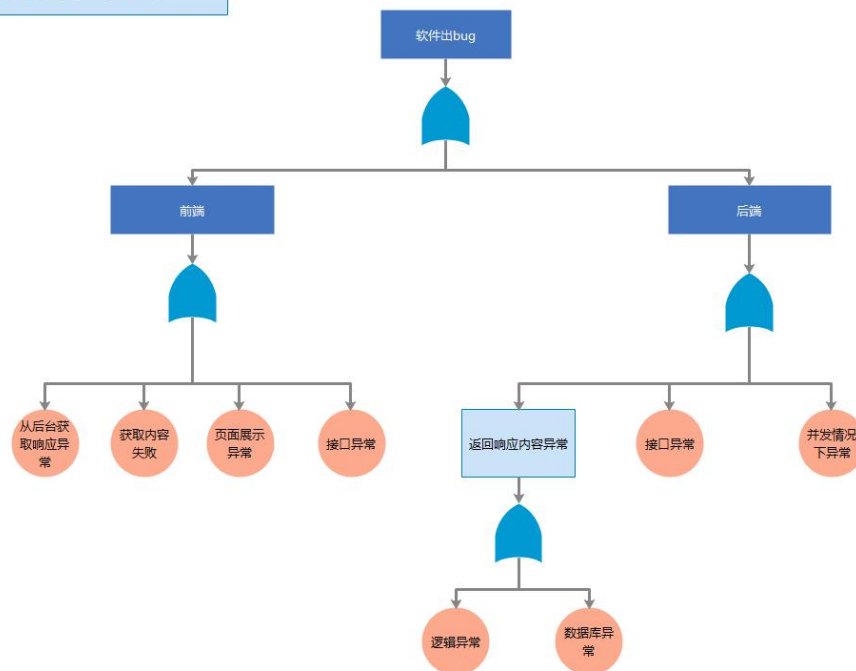 软件出bug
前端
后端
从后台获
取响应异
常
获取内容
失败
页面展示
异常
接口异常
返回响应内容异常
接口异常
并发情况
下异常
逻辑异常
数据库异
常